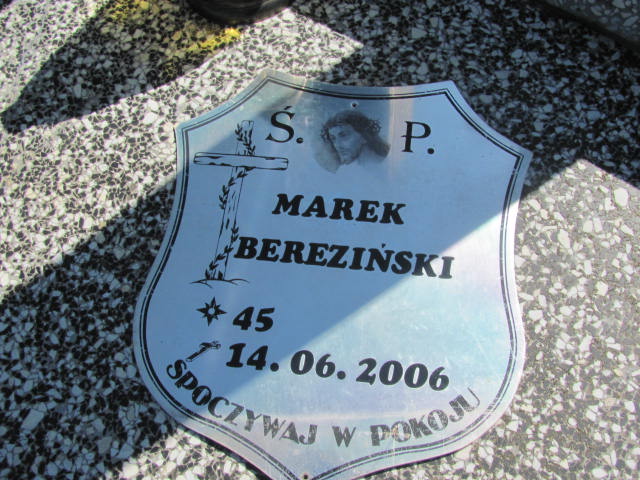 Ś. P.
MAREK
BEREZIŃSKI
45
14. 06. 2006
SPOCZYWAJ W POKOJU